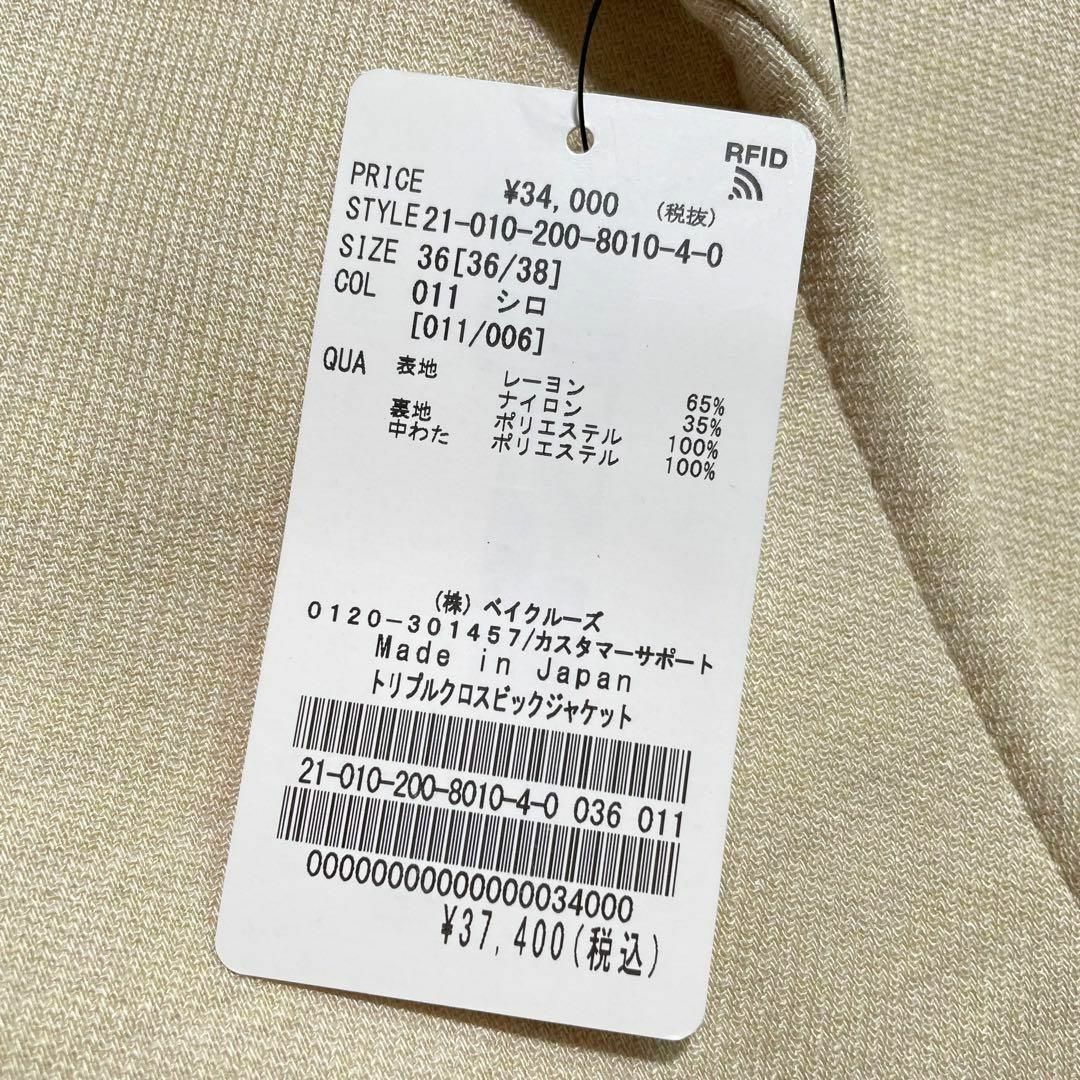 RFID
PRICE ¥34,000 (税抜)
STYLE 21-010-200-8010-4-0
SIZE 36[36/38]
COL 011 シロ
[011/006]
QUA 表地 レーヨン 65%
ナイロン 35%
裏地 ポリエステル 100%
中わた ポリエステル 100%
(株) ベイクルーズ
0120-301457/カスタマーサポート
Made in Japan
トリプルクロスビックジャケット
21-010-200-8010-4-0 036 011
00000000000000034000
¥37,400(税込)